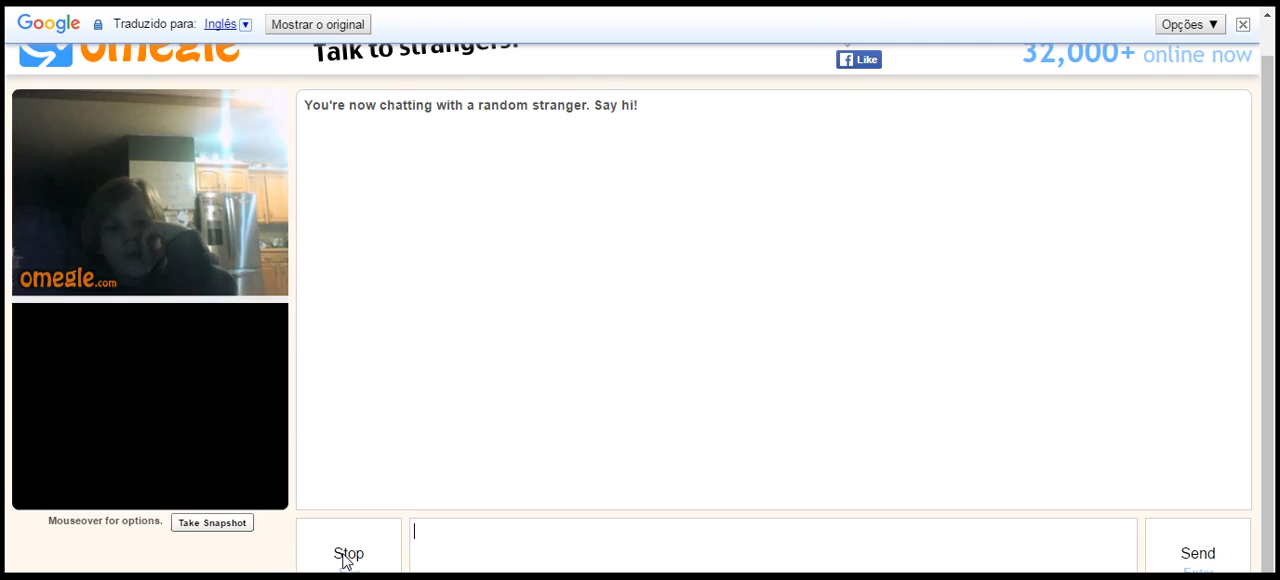 Google Traduzido para: Inglês ▼ Mostrar o original Opções ▼
omegle Talk to strangers! Like 32,000+ online now
You're now chatting with a random stranger. Say hi!
omegle.com
Mouseover for options. Take Snapshot
Stop Send